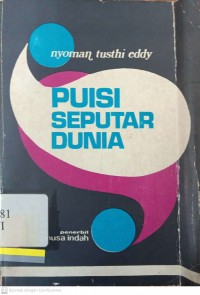 nyoman tusthi eddy
PUISI
SEPUTAR
DUNIA
penerbit
nusa indah
81
I